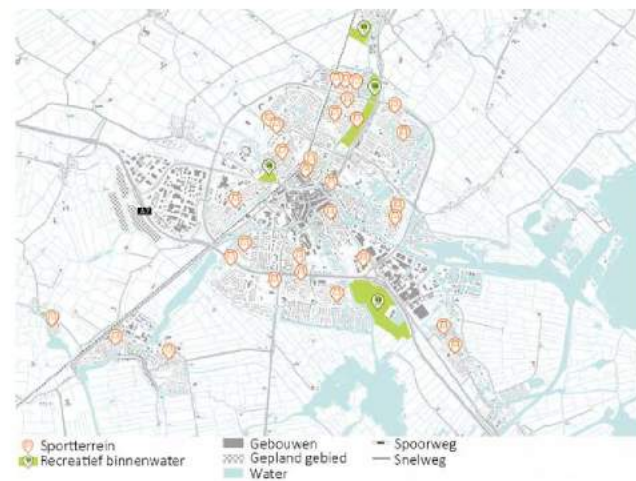 A7
Sportterrein
Recreatief binnenwater
Gebouwen
Gepland gebied
Water
Spoorweg
Snelweg